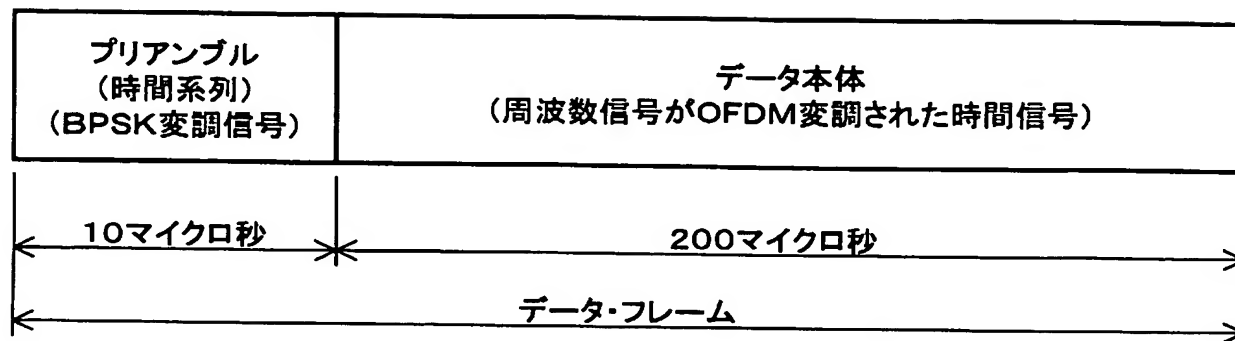 プリアンブル
(時間系列)
(BPSK変調信号)
データ本体
(周波数信号がOFDM変調された時間信号)
10マイクロ秒
200マイクロ秒
データ・フレーム